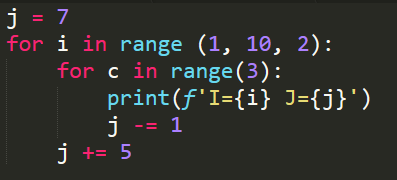 j = 7
for i in range (1, 10, 2):
    for c in range(3):
        print(f'I={i} J={j}')
        j -= 1
    j += 5